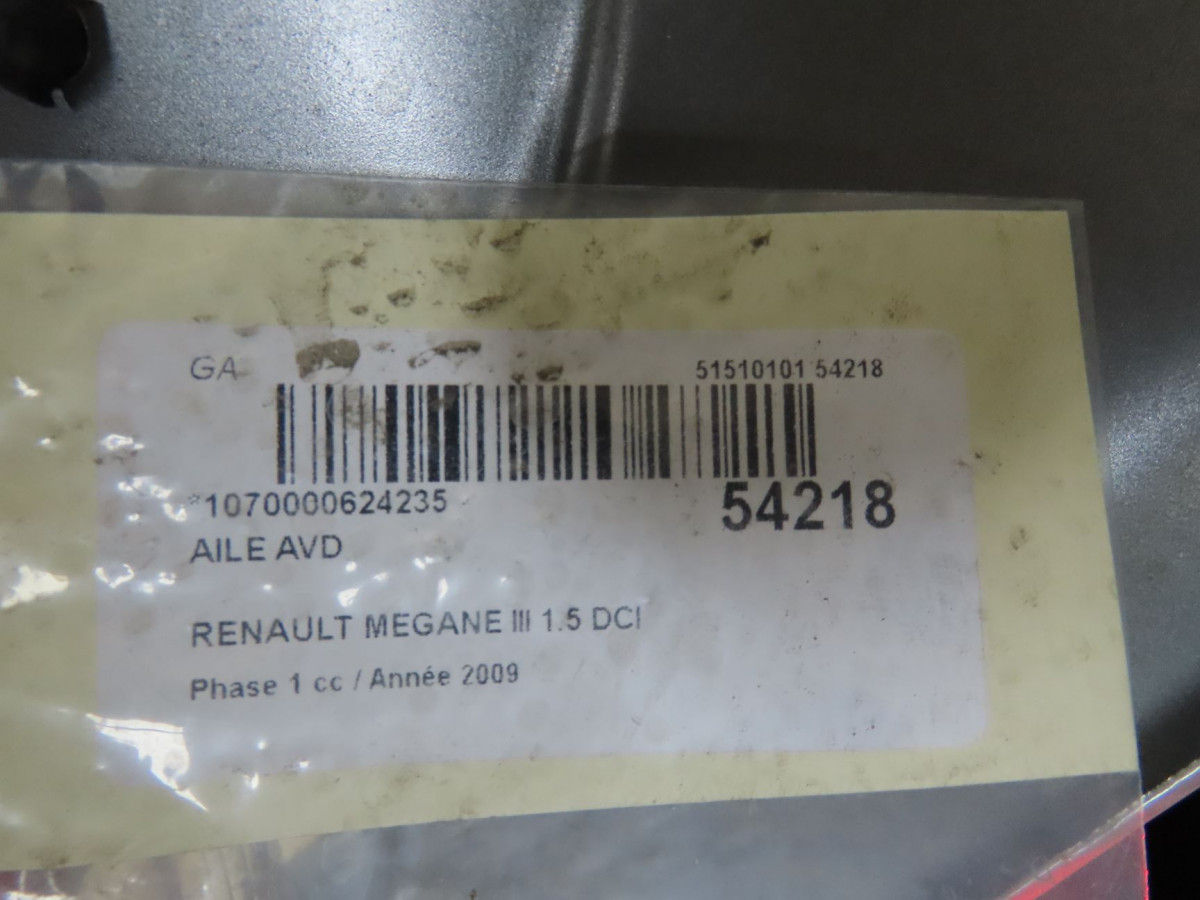 GA
51510101 54218
*1070000624235
54218
AILE AVD
RENAULT MEGANE III 1.5 DCI
Phase 1 cc / Année 2009